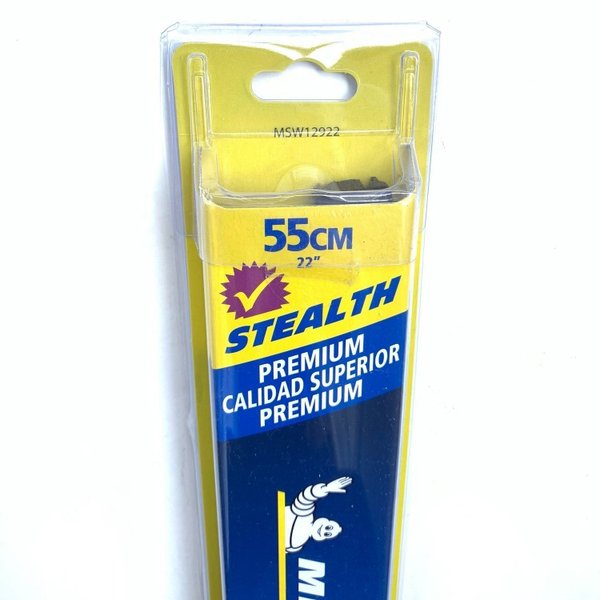 MSW12922
55CM
22"
STEALTH
PREMIUM
CALIDAD SUPERIOR
PREMIUM